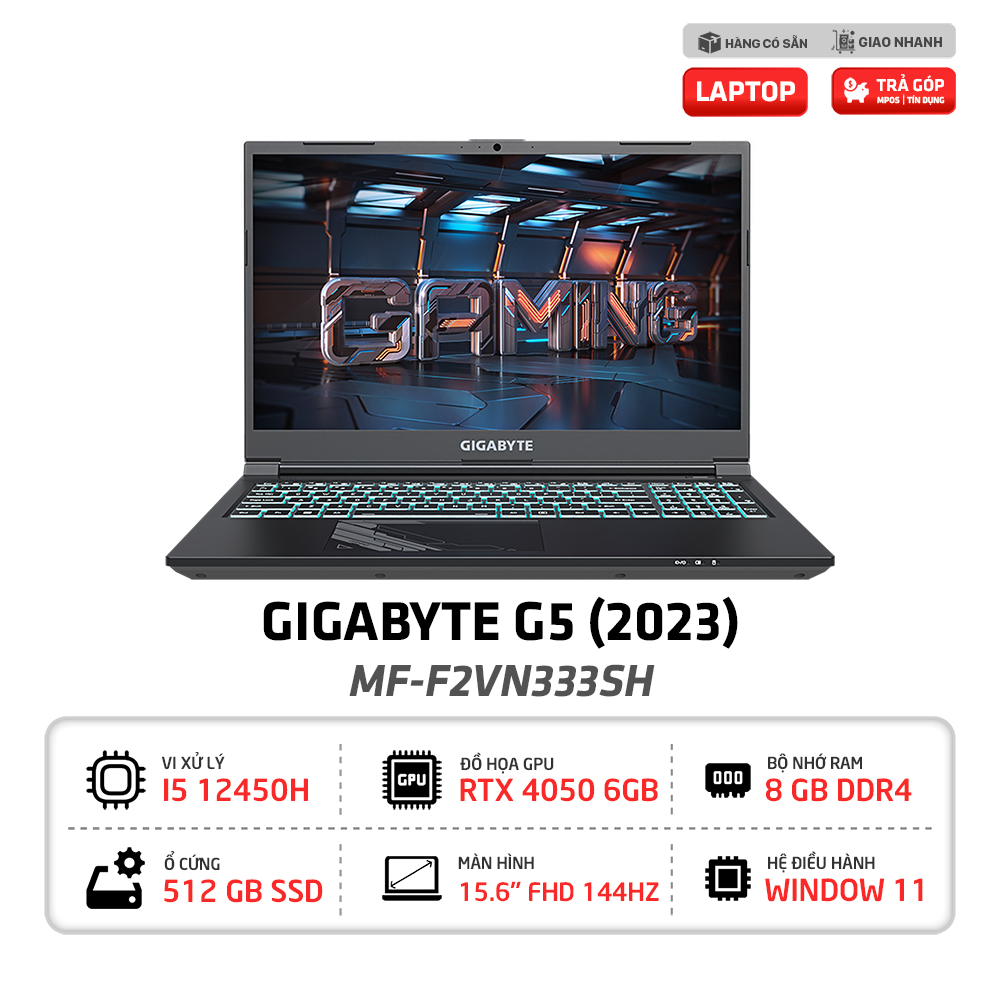 HÀNG CÓ SẴN
GIAO NHANH
LAPTOP
TRẢ GÓP
MPOS | TÍN DỤNG
GAMING
GIGABYTE
GIGABYTE G5 (2023)
MF-F2VN333SH
VI XỬ LÝ
I5 12450H
ĐỒ HỌA GPU
GPU
RTX 4050 6GB
BỘ NHỚ RAM
8 GB DDR4
Ổ CỨNG
512 GB SSD
MÀN HÌNH
15.6” FHD 144HZ
HỆ ĐIỀU HÀNH
WINDOW 11